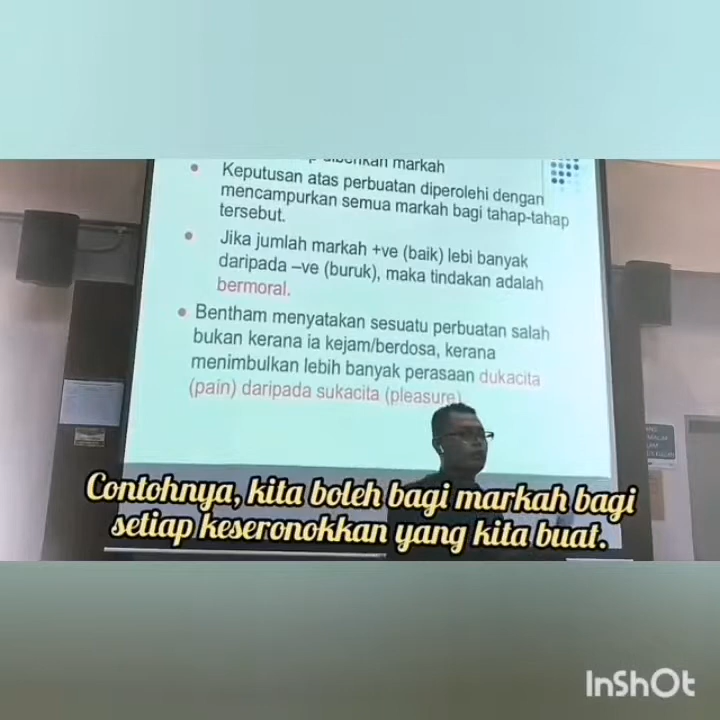 markah
Keputusan atas perbuatan diperolehi dengan
mencampurkan semua markah bagi tahap-tahap
tersebut.
Jika jumlah markah +ve (baik) lebi banyak
daripada –ve (buruk), maka tindakan adalah
bermoral.
Bentham menyatakan sesuatu perbuatan salah
bukan kerana ia kejam/berdosa, kerana
menimbulkan lebih banyak perasaan dukacita
(pain) daripada sukacita (pleasure)
Contohnya, kita boleh bagi markah bagi
setiap keseronokkan yang kita buat.
InShOt